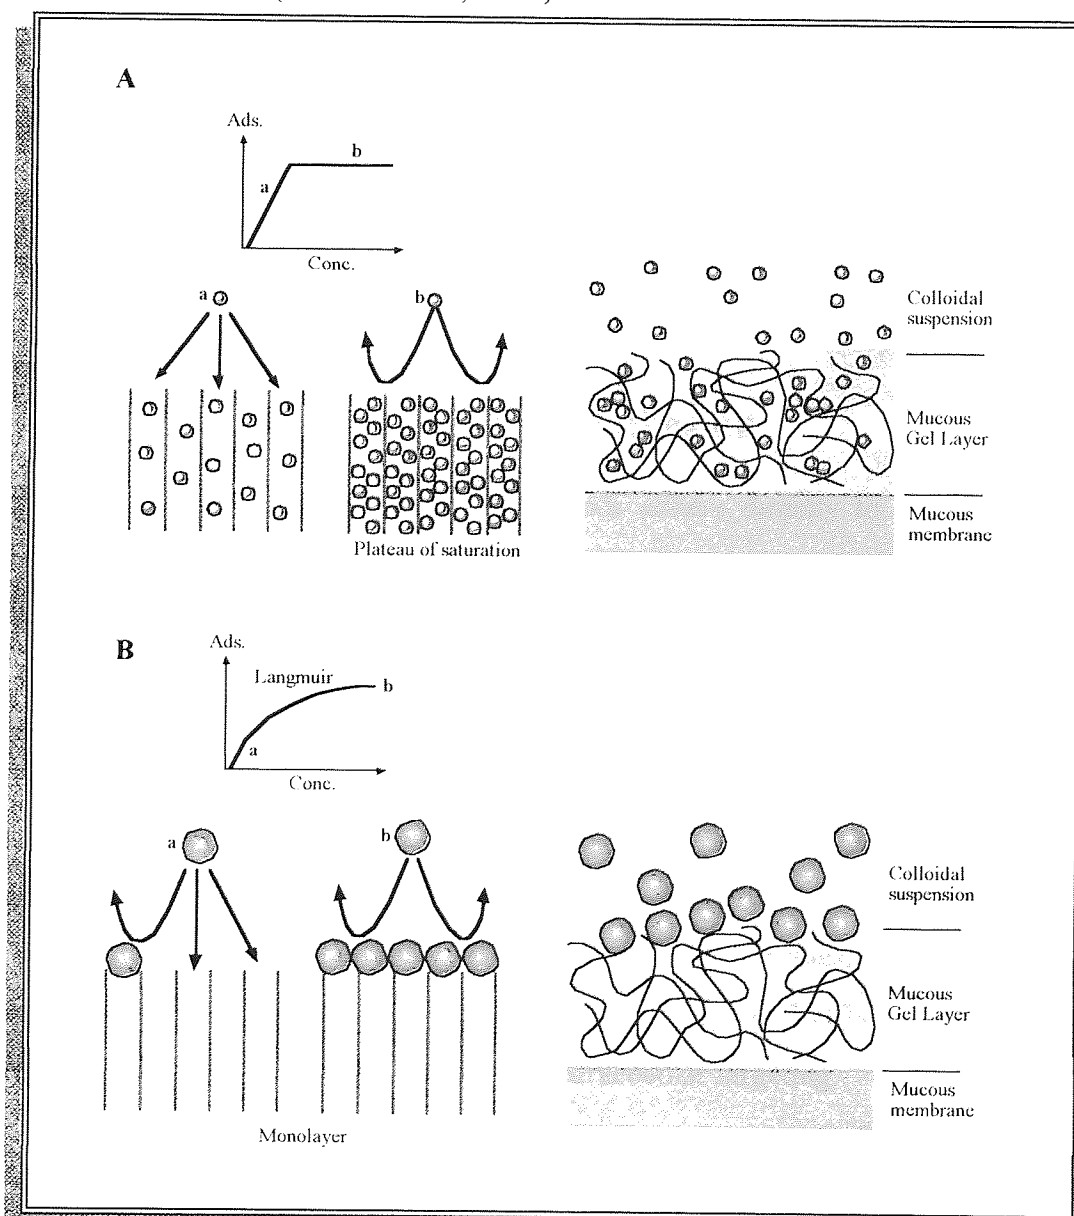 A
Ads.
b
a
Conc.
a
b
Colloidal
suspension
Mucous
Gel Layer
Mucous
membrane
Plateau of saturation
B
Ads.
Langmuir
b
a
Conc.
a
b
Colloidal
suspension
Mucous
Gel Layer
Mucous
membrane
Monolayer